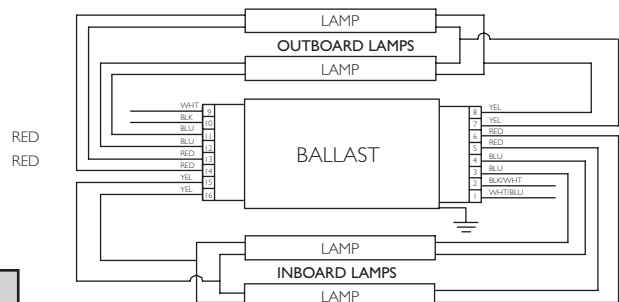 LAMP
OUTBOARD LAMPS
LAMP
RED
RED
WHT 9
BLK 10
BLU 11
BLU 12
RED 13
RED 14
YEL 15
YEL 16
BALLAST
8 YEL
7 YEL
6 RED
5 RED
4 BLU
3 BLU
2 BLK/WHT
1 WHT/BLU
LAMP
INBOARD LAMPS
LAMP